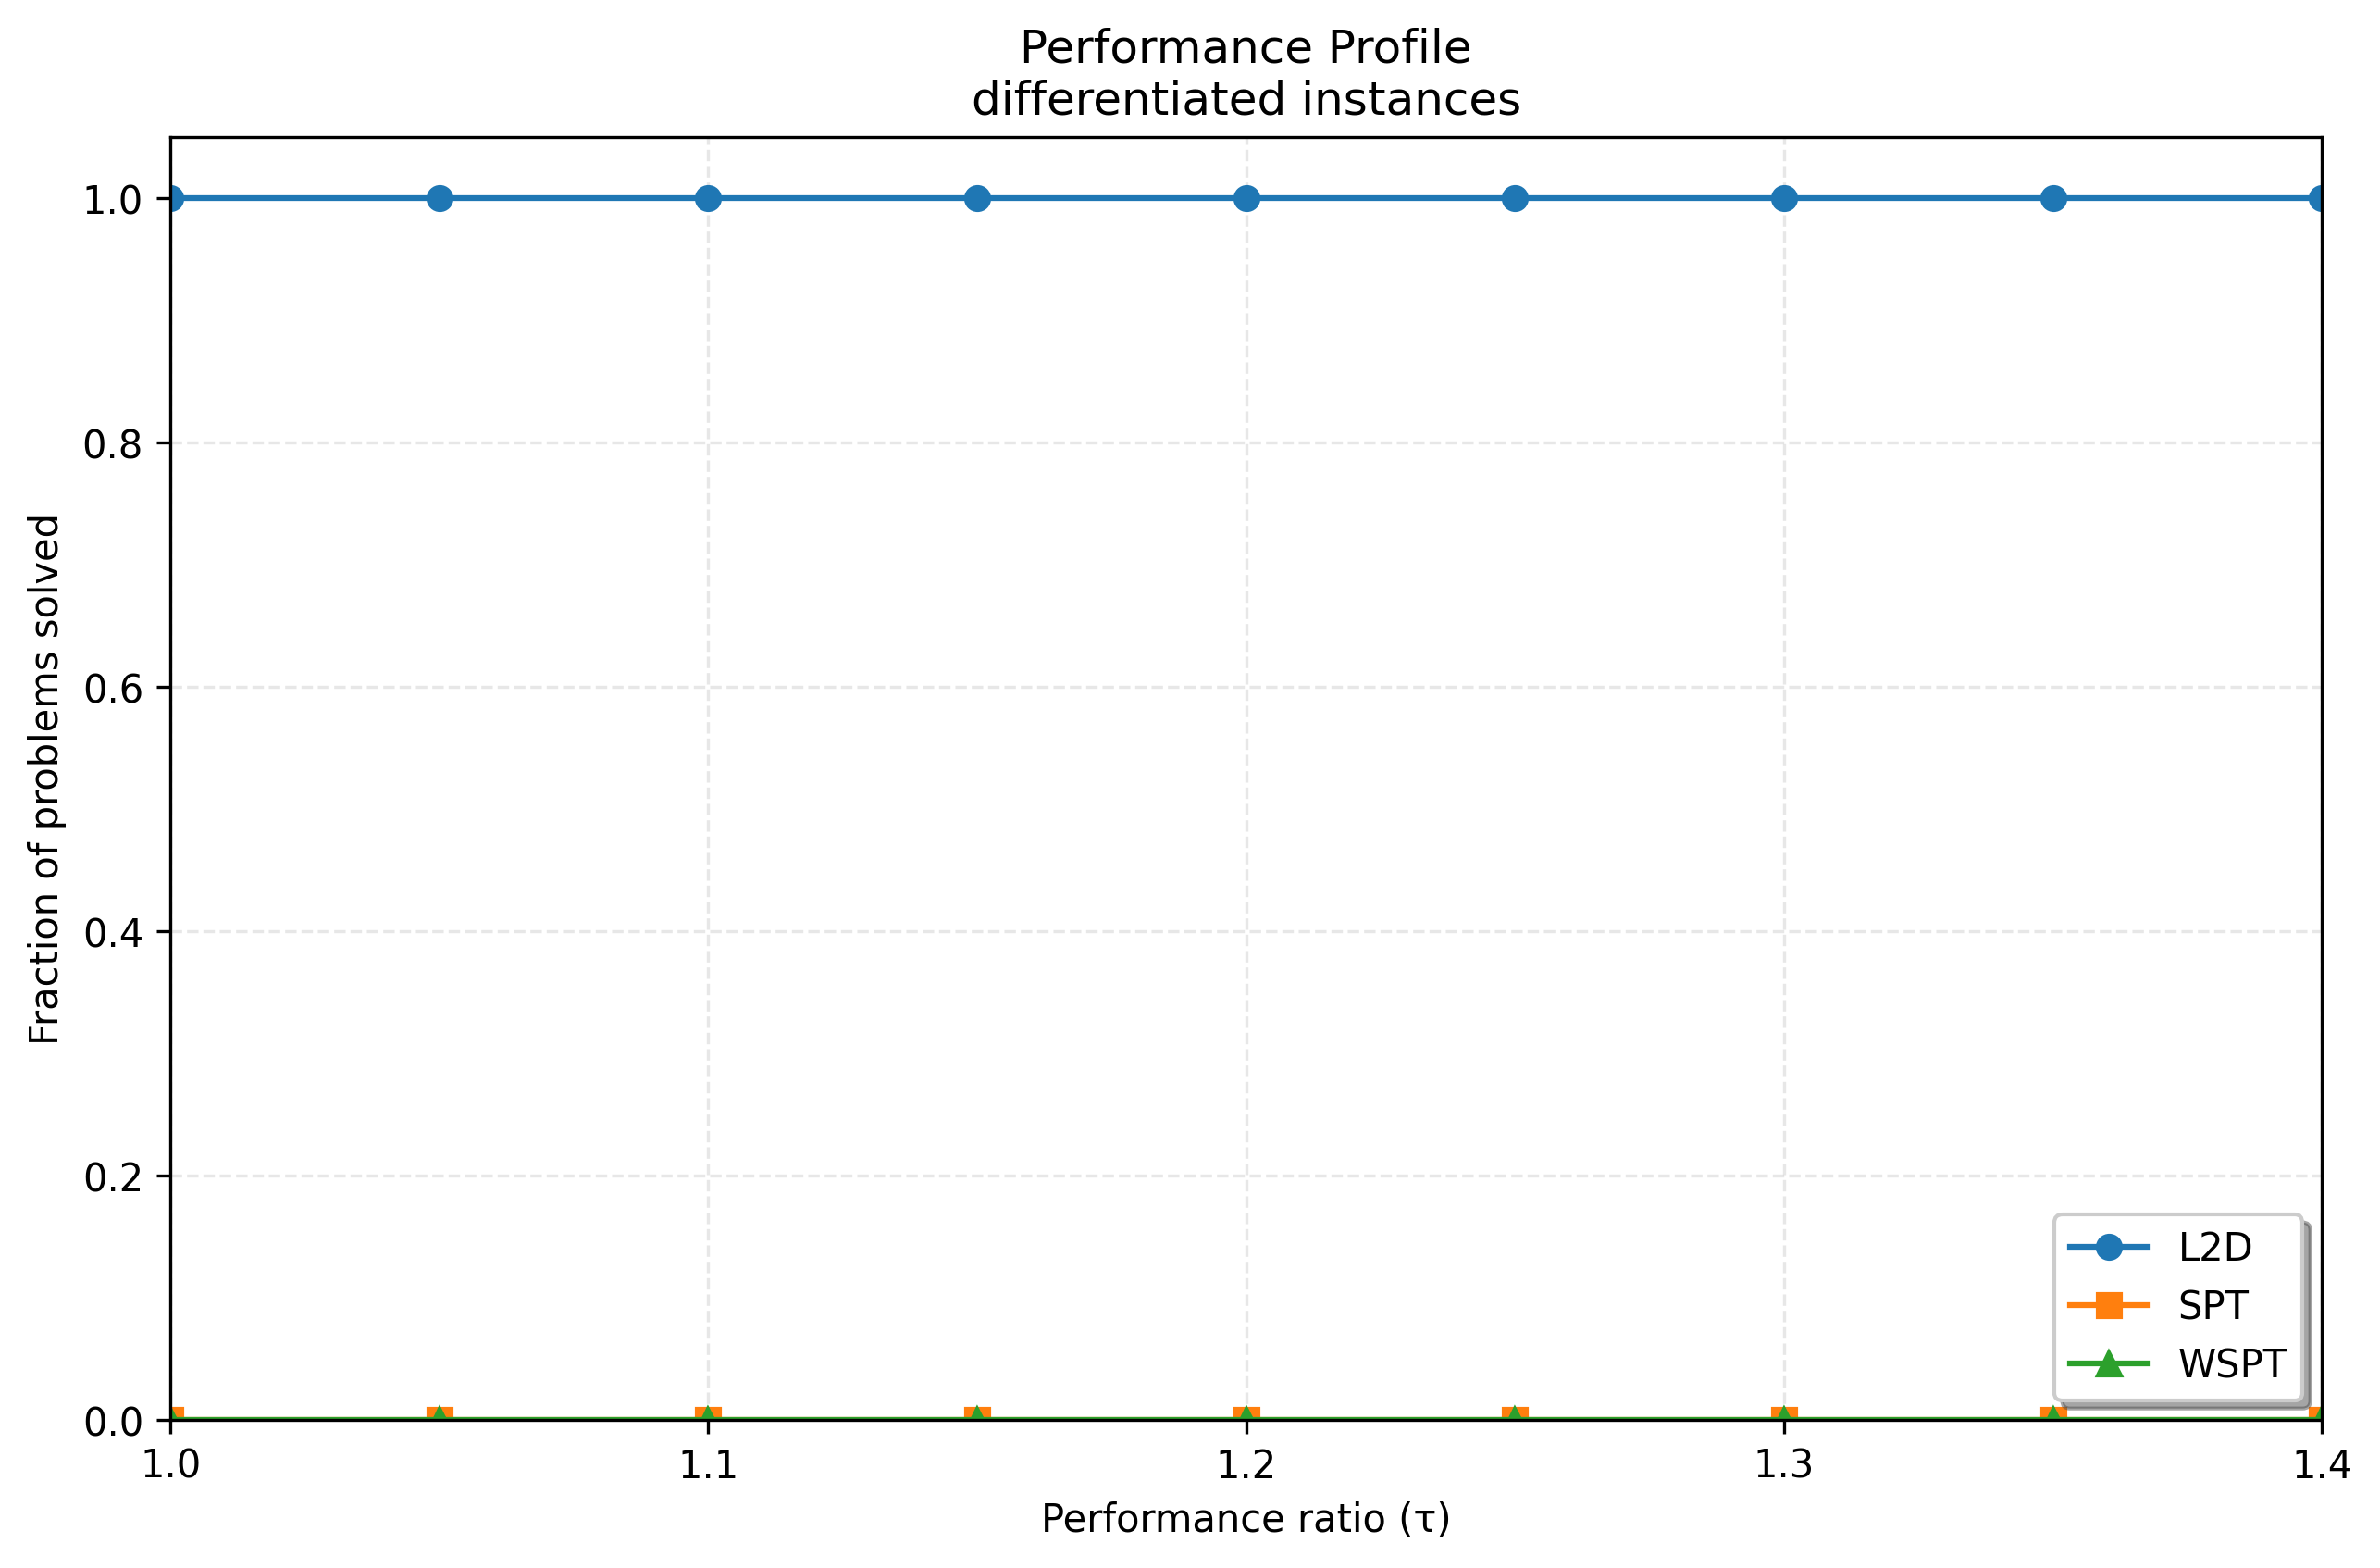 Performance Profile
differentiated instances
Fraction of problems solved
1.0
0.8
0.6
0.4
0.2
0.0
1.0
1.1
1.2
1.3
1.4
Performance ratio (τ)
L2D
SPT
WSPT